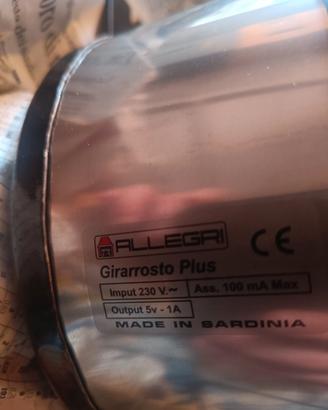 ALLEGRI CE
Girarrosto Plus
Imput 230 V.~ Ass. 100 mA Max
Output 5v - 1A
MADE IN SARDINIA